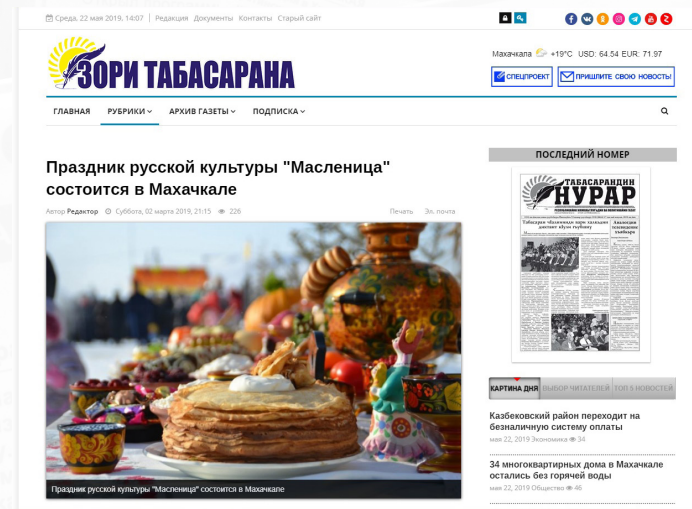 Среда, 22 мая 2019, 14:07 Редакция Документы Контакты Старый сайт
ЗОРИ ТАБАСАРАНА
Махачкала +19°C USD: 64.54 EUR: 71.97
СПЕЦПРОЕКТ ПРИШЛИТЕ СВОЮ НОВОСТЬ!
ГЛАВНАЯ РУБРИКИ АРХИВ ГАЗЕТЫ ПОДПИСКА
Праздник русской культуры "Масленица"
состоится в Махачкале
Автор Редактор Суббота, 02 марта 2019, 21:15 226 Печать Эл. почта
Праздник русской культуры "Масленица" состоится в Махачкале
ПОСЛЕДНИЙ НОМЕР
ТАБАСАРАНДИН
НУРАР
КАРТИНА ДНЯ ВЫБОР ЧИТАТЕЛЕЙ ТОП 5 НОВОСТЕЙ
Казбековский район переходит на
безналичную систему оплаты
мая 22, 2019 Экономика 34
34 многоквартирных дома в Махачкале
остались без горячей воды
мая 22, 2019 Общество 46